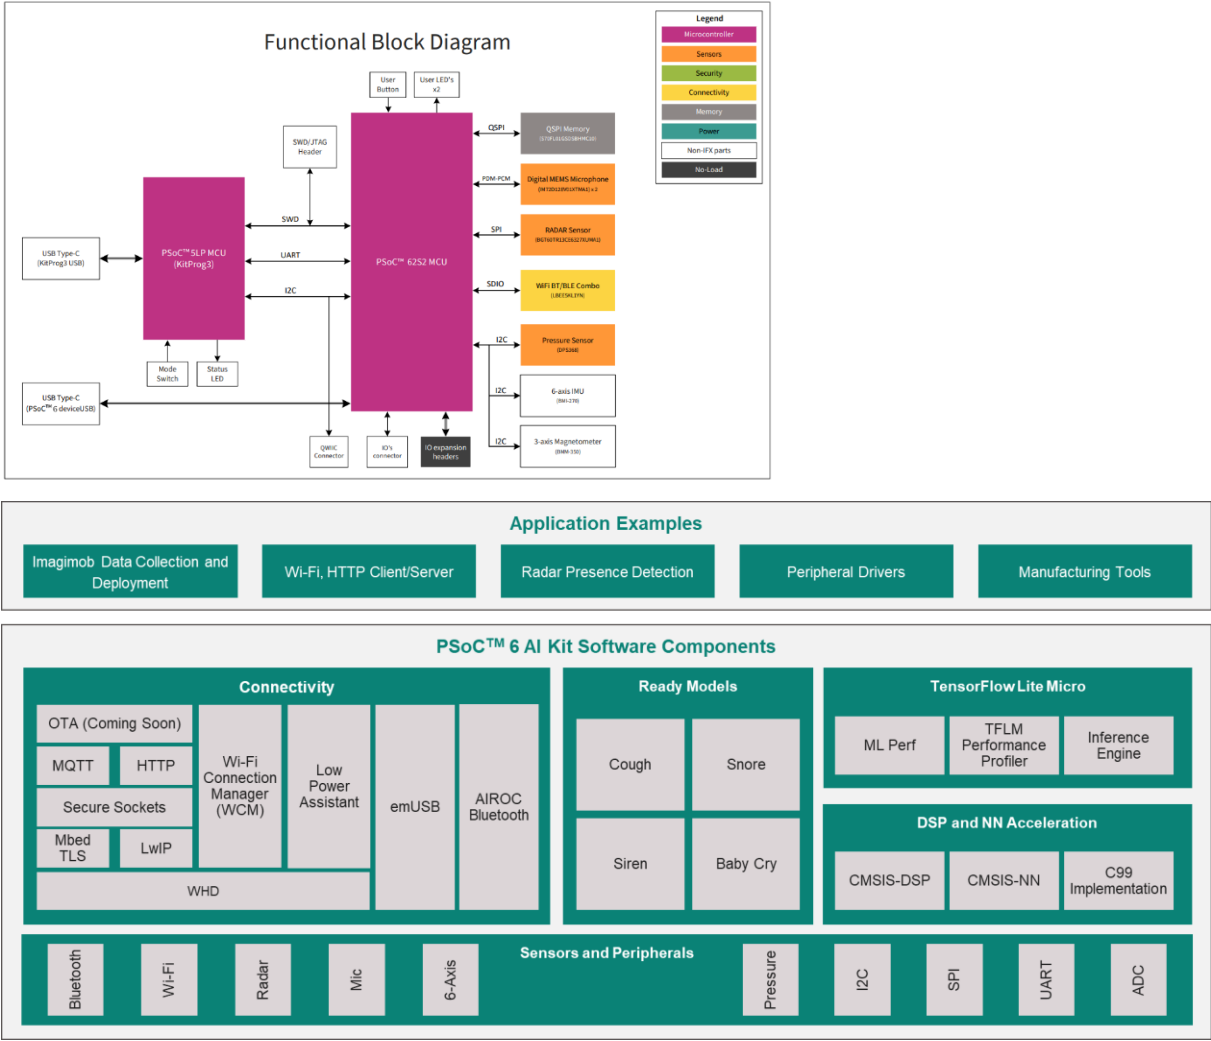 Functional Block Diagram
Legend
Microcontroller
Sensors
Security
Connectivity
Memory
Power
Non-IFX parts
No-Load
User
Button
User LED's
x2
SWD/JTAG
Header
QSPI
QSPI Memory
PDM-PCM
Digital MEMS Microphone
SPI
RADAR Sensor
SDIO
WiFi BT/BLE Combo
I2C
Pressure Sensor
I2C
6-axis IMU
(BMI-270)
I2C
3-axis Magnetometer
(BMM-350)
USB Type-C
(KitProg3 USB)
PSoC™ 5LP MCU
(KitProg3)
SWD
UART
I2C
PSoC™ 62S2 MCU
Mode
Switch
Status
LED
USB Type-C
(PSoC™ 6 deviceUSB)
QWIIC
Connector
IO's
connector
IO expansion
headers
Application Examples
Imagimob Data Collection and
Deployment
Wi-Fi, HTTP Client/Server
Radar Presence Detection
Peripheral Drivers
Manufacturing Tools
PSoC™ 6 AI Kit Software Components
Connectivity
OTA (Coming Soon)
MQTT
HTTP
Secure Sockets
Mbed
TLS
LwIP
Wi-Fi
Connection
Manager
(WCM)
Low
Power
Assistant
WHD
emUSB
AIROC
Bluetooth
Ready Models
Cough
Snore
Siren
Baby Cry
TensorFlow Lite Micro
ML Perf
TFLM
Performance
Profiler
Inference
Engine
DSP and NN Acceleration
CMSIS-DSP
CMSIS-NN
C99
Implementation
Sensors and Peripherals
Bluetooth
Wi-Fi
Radar
Mic
6-Axis
Pressure
I2C
SPI
UART
ADC